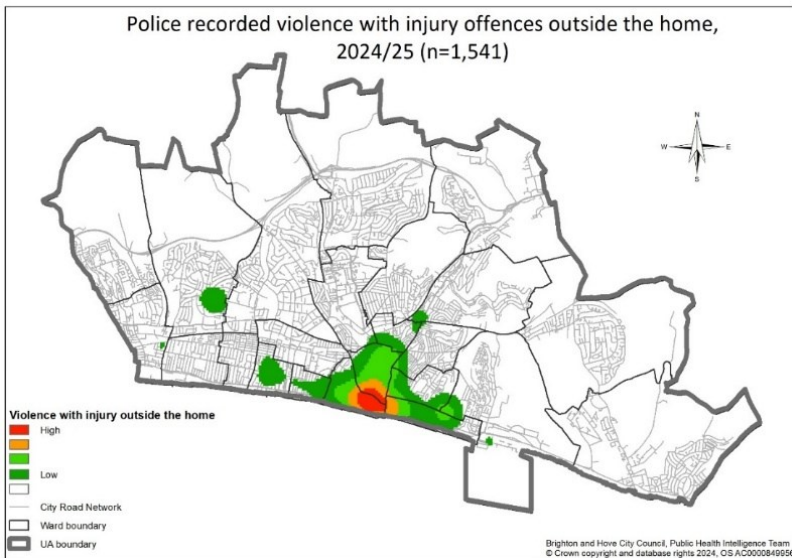 Police recorded violence with injury offences outside the home,
2024/25 (n=1,541)
N
W
E
S
Violence with injury outside the home
High
Low
City Road Network
Ward boundary
UA boundary
Brighton and Hove City Council, Public Health Intelligence Team
© Crown copyright and database rights 2024, OS AC0000849956